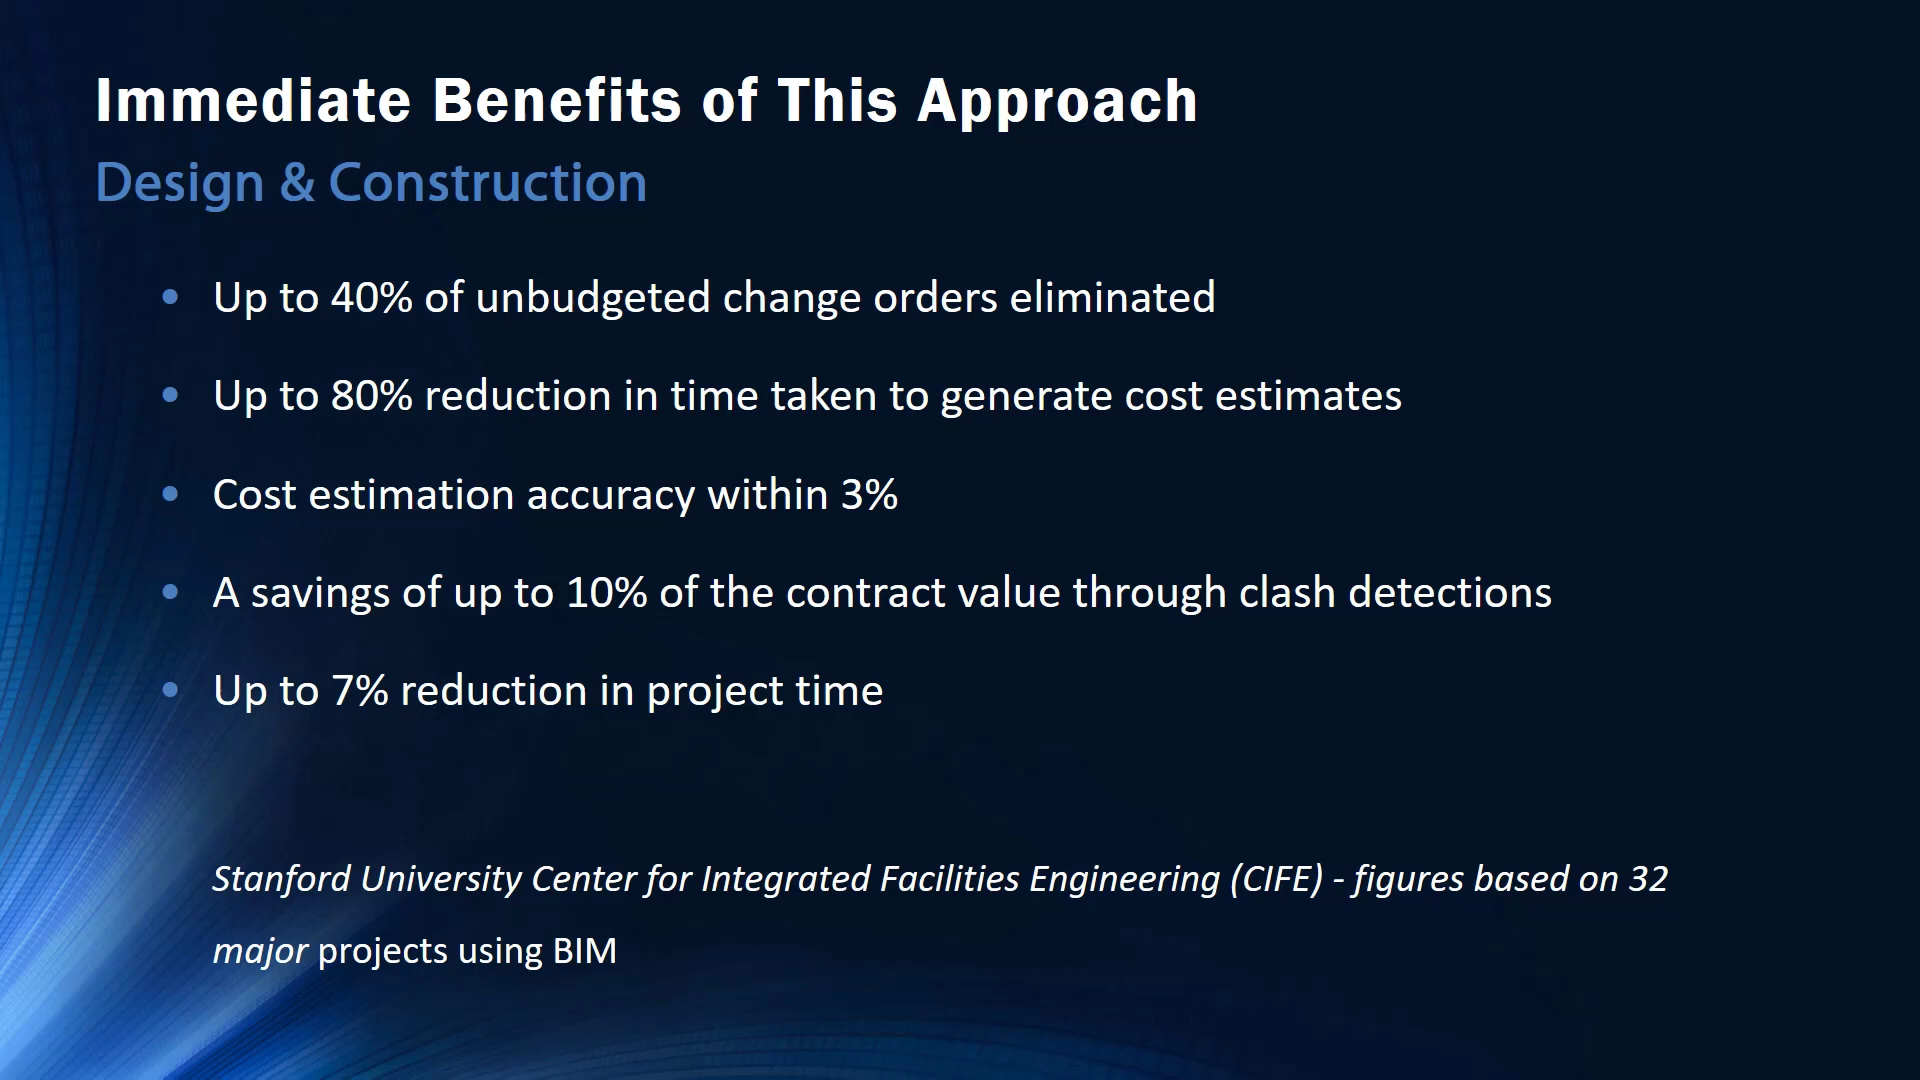 Immediate Benefits of This Approach
Design & Construction
• Up to 40% of unbudgeted change orders eliminated
• Up to 80% reduction in time taken to generate cost estimates
• Cost estimation accuracy within 3%
• A savings of up to 10% of the contract value through clash detections
• Up to 7% reduction in project time
Stanford University Center for Integrated Facilities Engineering (CIFE) - figures based on 32
major projects using BIM